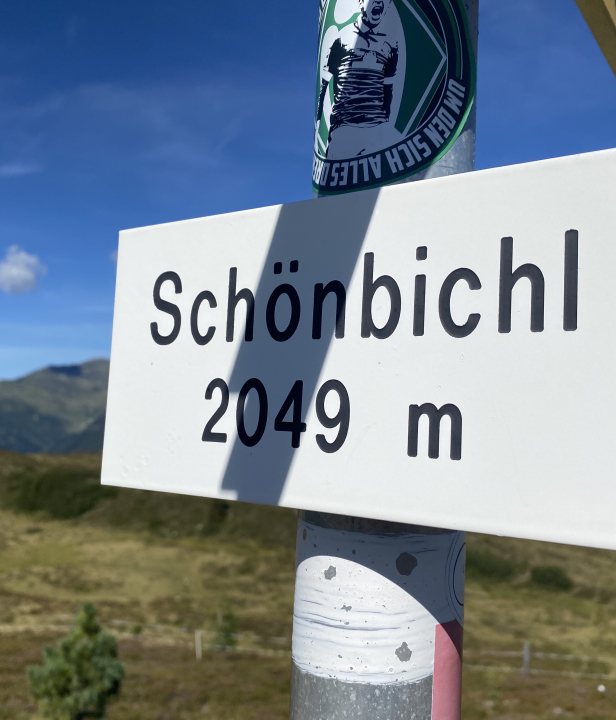 UM DEN SICH ALLES
Schönbichl
2049 m